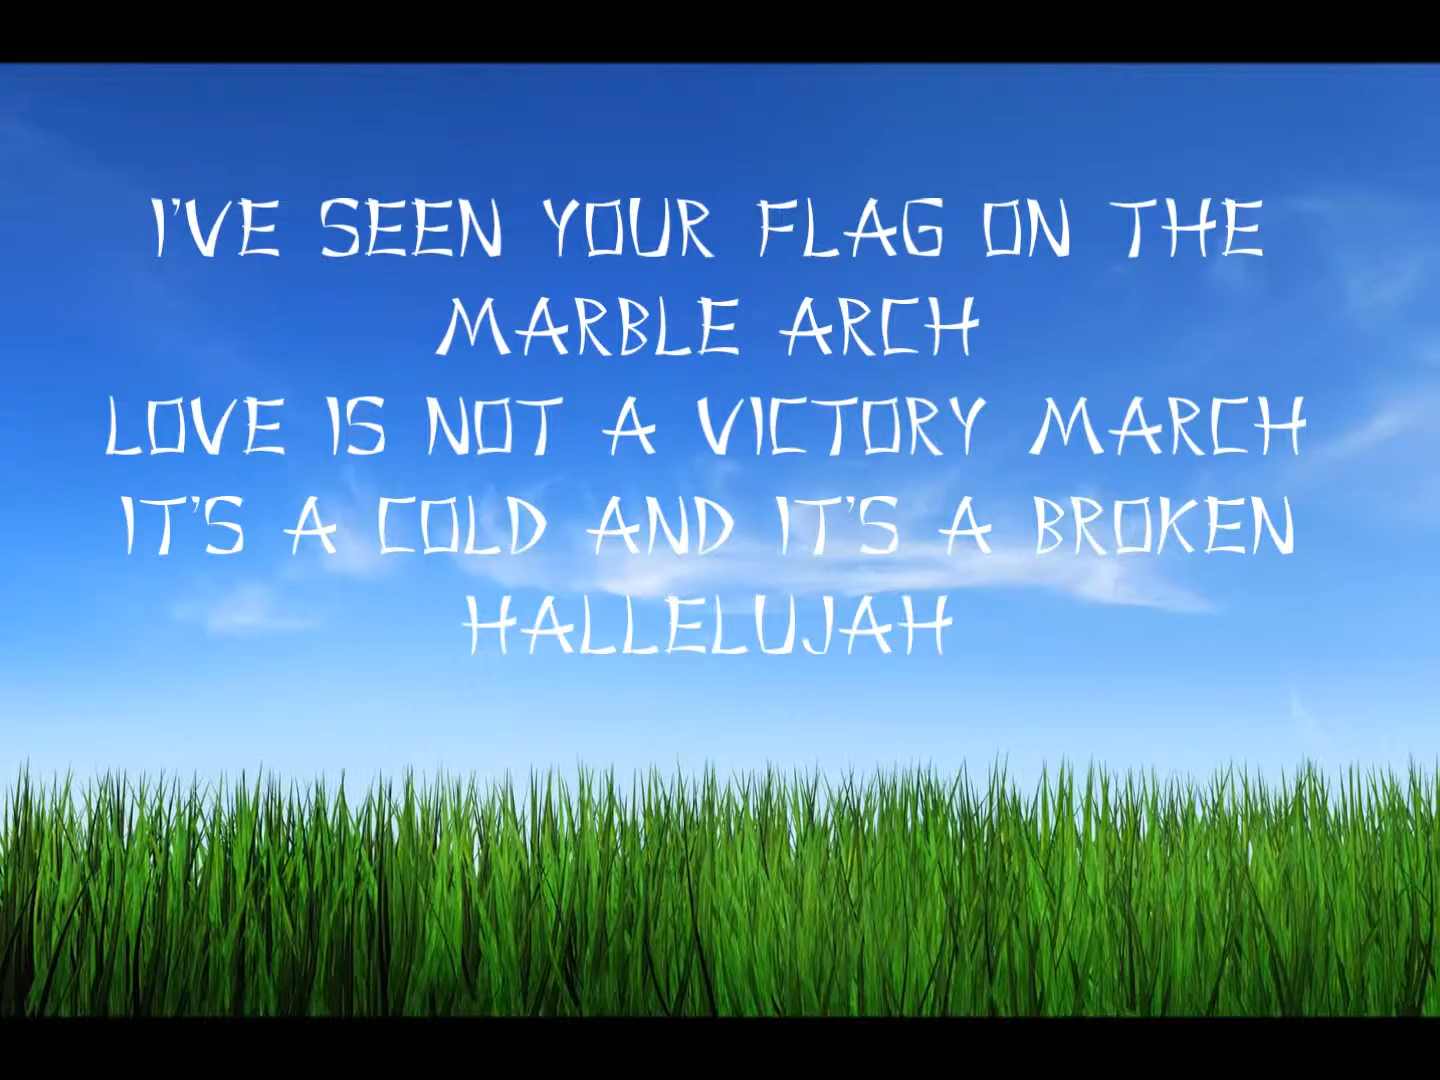 I'VE SEEN YOUR FLAG ON THE
MARBLE ARCH
LOVE IS NOT A VICTORY MARCH
IT'S A COLD AND IT'S A BROKEN
HALLELUJAH